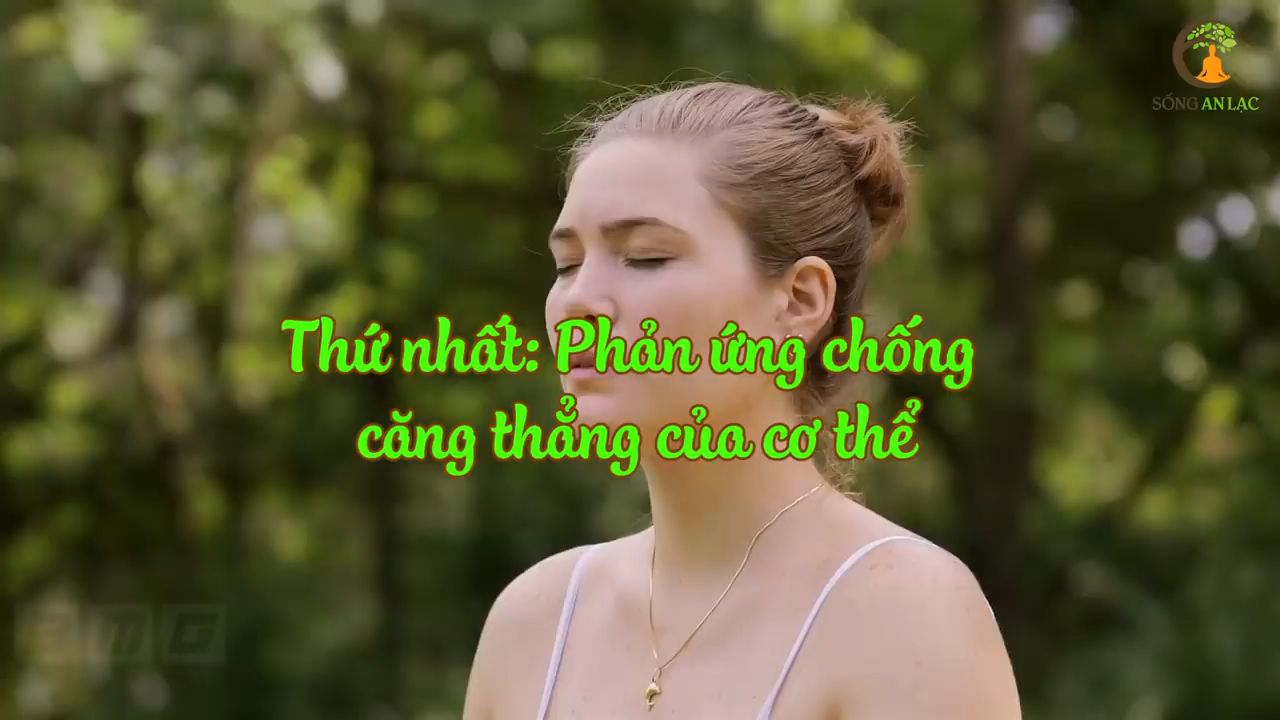 SỐNG AN LẠC
Thứ nhất: Phản ứng chống
căng thẳng của cơ thể